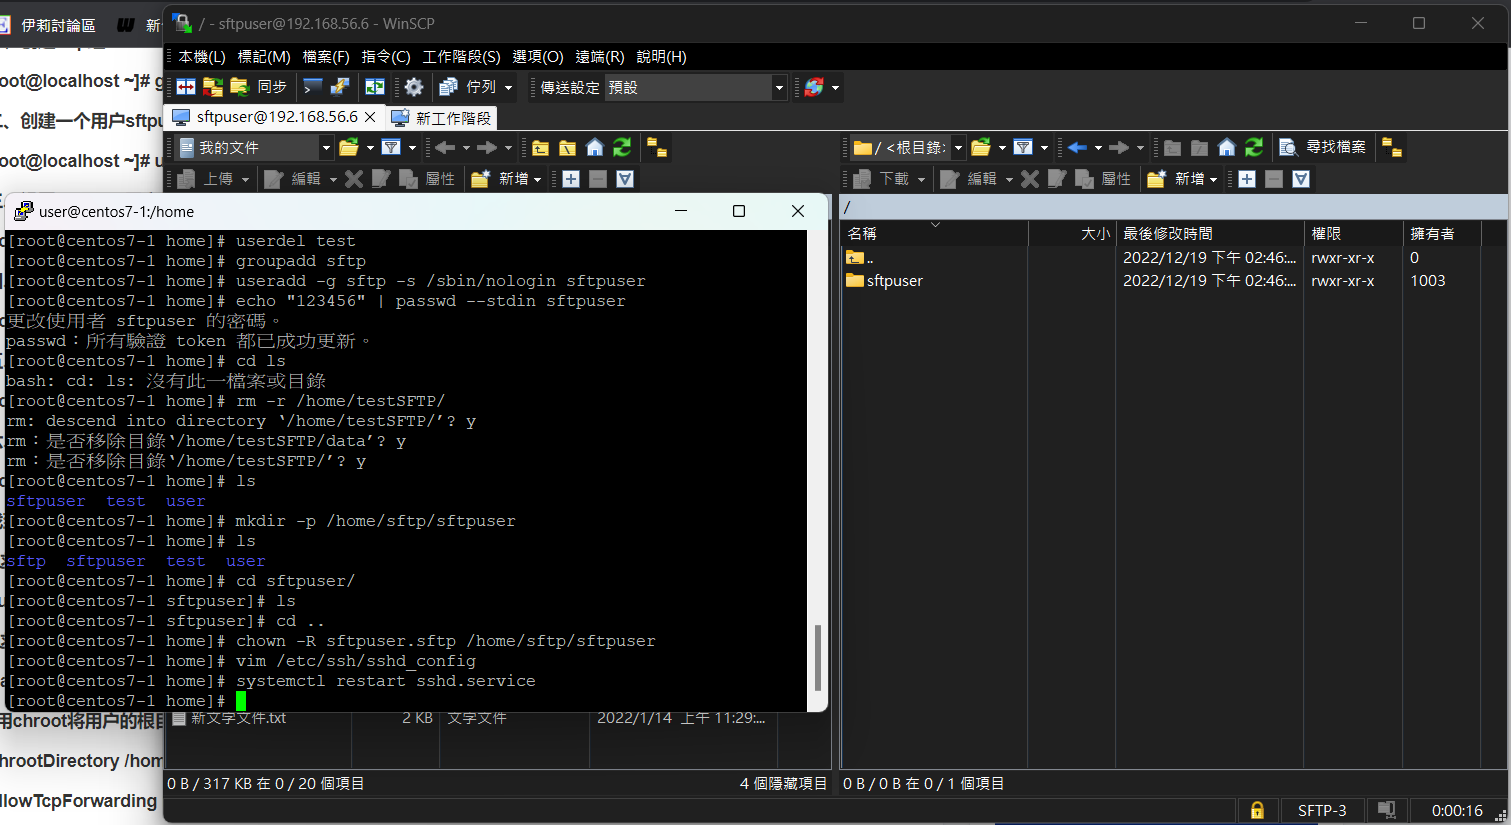 伊莉討論區
新
/ - sftpuser@192.168.56.6 - WinSCP
本機(L) 標記(M) 檔案(F) 指令(C) 工作階段(S) 選項(O) 遠端(R) 說明(H)
同步 佇列 傳送設定 預設
sftpuser@192.168.56.6 新工作階段
我的文件
/ <根目錄> 尋找檔案
上傳 編輯 屬性 新增
下載 編輯 屬性 新增
oot@localhost ~]# g
、创建一个用户sftpu
oot@localhost ~]# u
user@centos7-1:/home
[root@centos7-1 home]# userdel test
[root@centos7-1 home]# groupadd sftp
[root@centos7-1 home]# useradd -g sftp -s /sbin/nologin sftpuser
[root@centos7-1 home]# echo "123456" | passwd --stdin sftpuser
更改使用者 sftpuser 的密碼。
passwd：所有驗證 token 都已成功更新。
[root@centos7-1 home]# cd ls
bash: cd: ls: 沒有此一檔案或目錄
[root@centos7-1 home]# rm -r /home/testSFTP/
rm: descend into directory ‘/home/testSFTP/’? y
rm：是否移除目錄‘/home/testSFTP/data’? y
rm：是否移除目錄‘/home/testSFTP/’? y
[root@centos7-1 home]# ls
sftpuser  test  user
[root@centos7-1 home]# mkdir -p /home/sftp/sftpuser
[root@centos7-1 home]# ls
sftp  sftpuser  test  user
[root@centos7-1 home]# cd sftpuser/
[root@centos7-1 sftpuser]# ls
[root@centos7-1 sftpuser]# cd ..
[root@centos7-1 home]# chown -R sftpuser.sftp /home/sftp/sftpuser
[root@centos7-1 home]# vim /etc/ssh/sshd_config
[root@centos7-1 home]# systemctl restart sshd.service
[root@centos7-1 home]#
/
名稱 大小 最後修改時間 權限 擁有者
.. 2022/12/19 下午 02:46:... rwxr-xr-x 0
sftpuser 2022/12/19 下午 02:46:... rwxr-xr-x 1003
用chroot将用户的根目
新文字文件.txt 2 KB 文字文件 2022/1/14 上午 11:29:...
hrootDirectory /hom
llowTcpForwarding
0 B / 317 KB 在 0 / 20 個項目 4 個隱藏項目
0 B / 0 B 在 0 / 1 個項目
SFTP-3 0:00:16